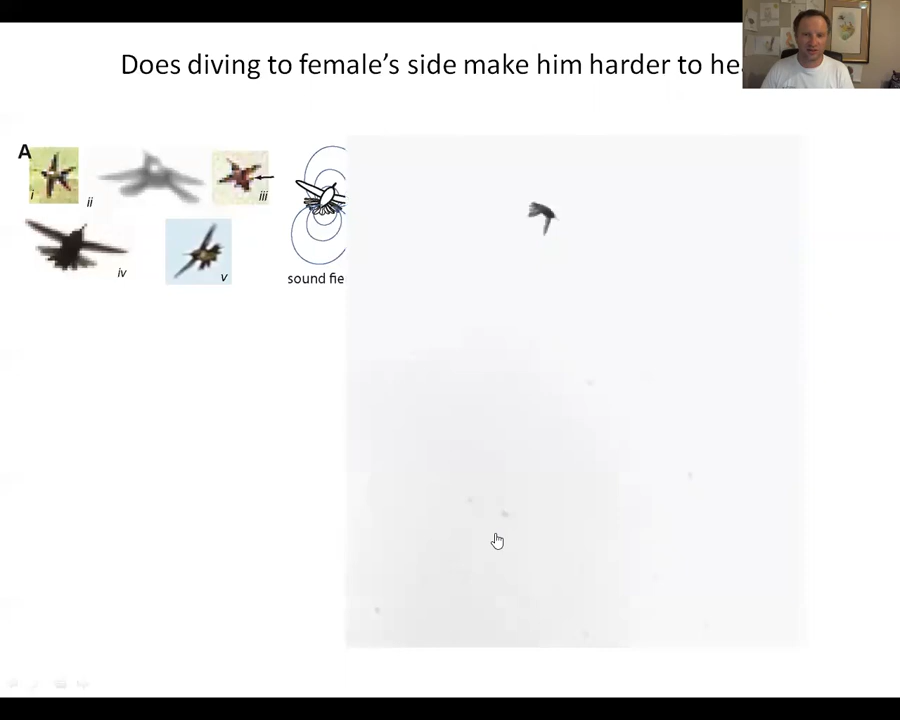 Does diving to female's side make him harder to he
A
i
ii
iii
iv
v
sound fie